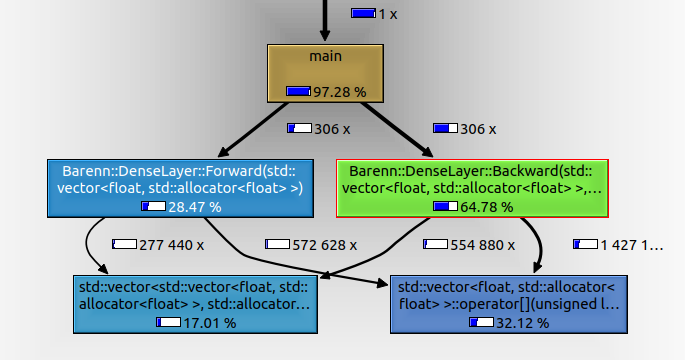 1 x
main
97.28 %
306 x
306 x
Barenn::DenseLayer::Forward(std::
vector<float, std::allocator<float> >)
28.47 %
Barenn::DenseLayer::Backward(std::
vector<float, std::allocator<float> >,...
64.78 %
277 440 x
572 628 x
554 880 x
1 427 1...
std::vector<std::vector<float, std::
allocator<float> >, std::allocator...
17.01 %
std::vector<float, std::allocator<
float> >::operator[](unsigned l...
32.12 %